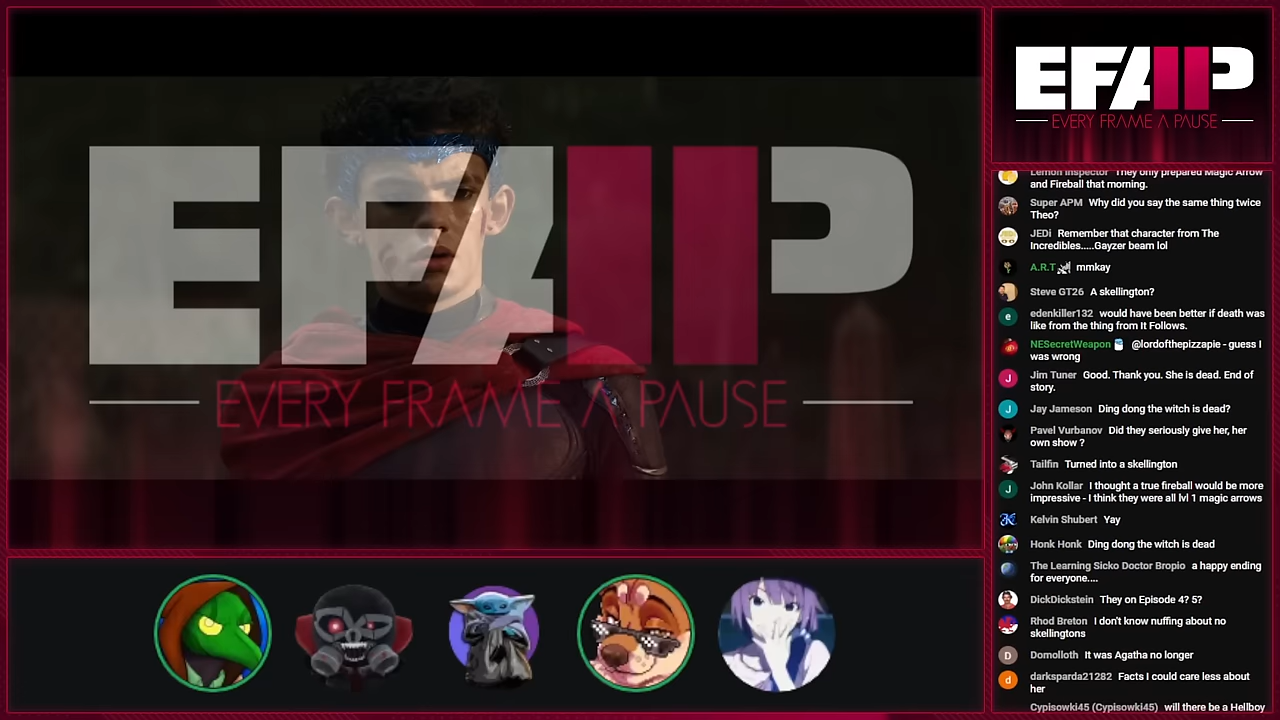 EFAP
EVERY FRAME A PAUSE
EFAP
EVERY FRAME A PAUSE
Lemon Inspector They only prepared Magic Arrow
and Fireball that morning.
Super APM Why did you say the same thing twice
Theo?
JEDi Remember that character from The
Incredibles.....Gayzer beam lol
A.R.T mmkay
Steve GT26 A skellington?
edenkiller132 would have been better if death was
like from the thing from It Follows.
NESecretWeapon @lordofthepizzapie - guess I
was wrong
Jim Tuner Good. Thank you. She is dead. End of
story.
Jay Jameson Ding dong the witch is dead?
Pavel Vurbanov Did they seriously give her, her
own show ?
Tailfin Turned into a skellington
John Kollar I thought a true fireball would be more
impressive - I think they were all lvl 1 magic arrows
Kelvin Shubert Yay
Honk Honk Ding dong the witch is dead
The Learning Sicko Doctor Bropio a happy ending
for everyone....
DickDickstein They on Episode 4? 5?
Rhod Breton I don't know nuffing about no
skellingtons
Domolloth It was Agatha no longer
darksparda21282 Facts I could care less about
her
Cypisowki45 (Cypisowki45) will there be a Hellboy